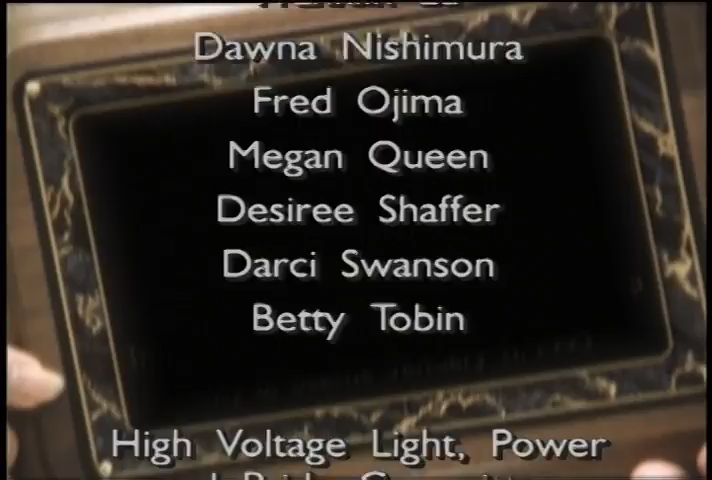 Dawna Nishimura
Fred Ojima
Megan Queen
Desiree Shaffer
Darci Swanson
Betty Tobin
High Voltage Light, Power